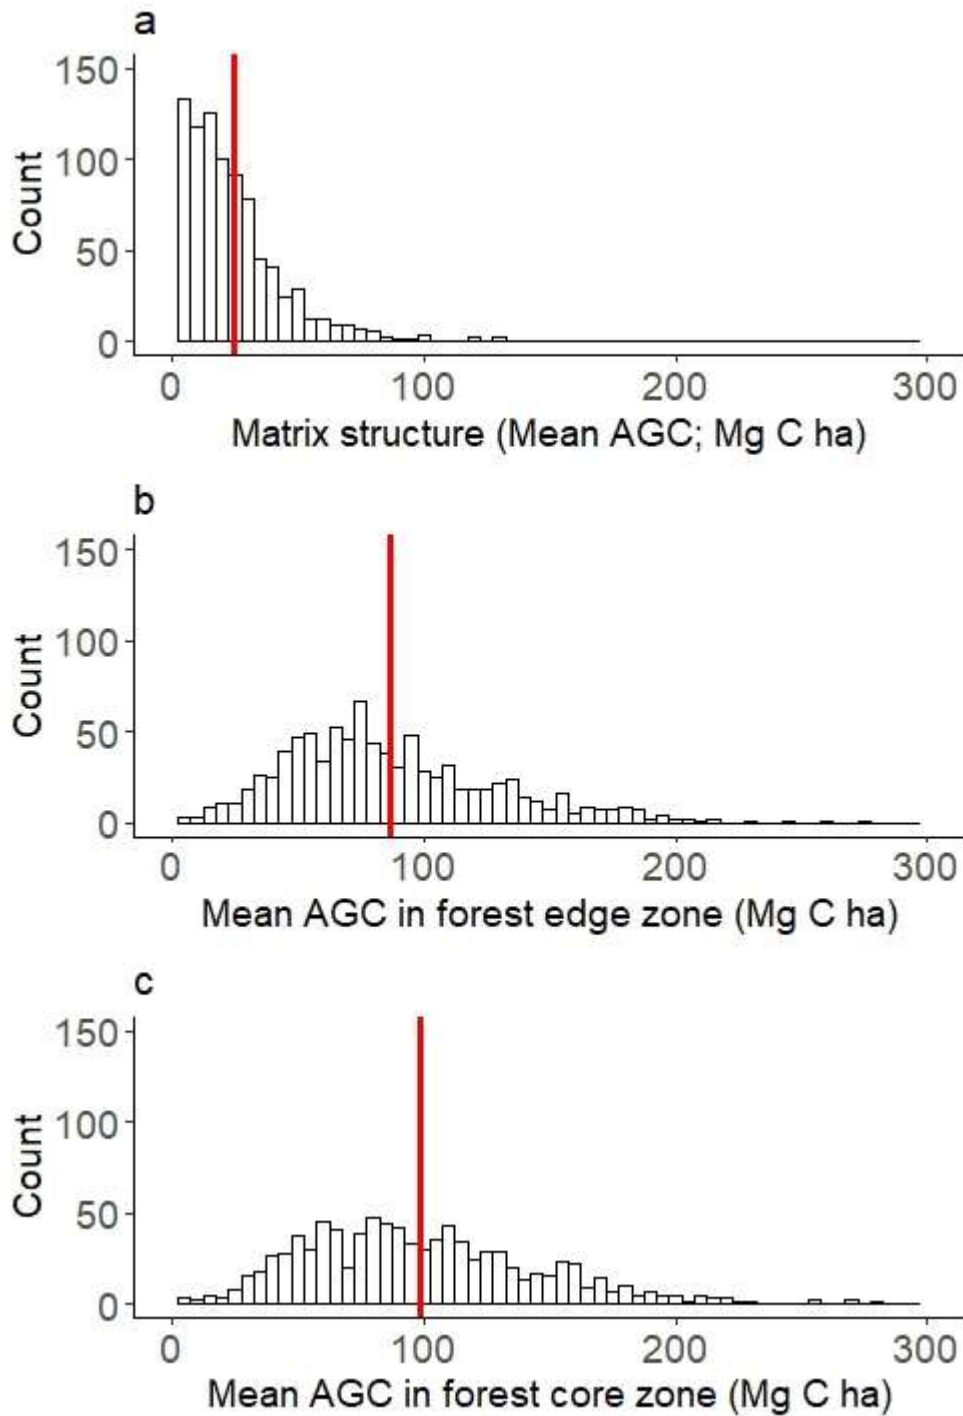 a
150
100
50
0
Count
0 100 200 300
Matrix structure (Mean AGC; Mg C ha)
b
150
100
50
0
Count
0 100 200 300
Mean AGC in forest edge zone (Mg C ha)
c
150
100
50
0
Count
0 100 200 300
Mean AGC in forest core zone (Mg C ha)